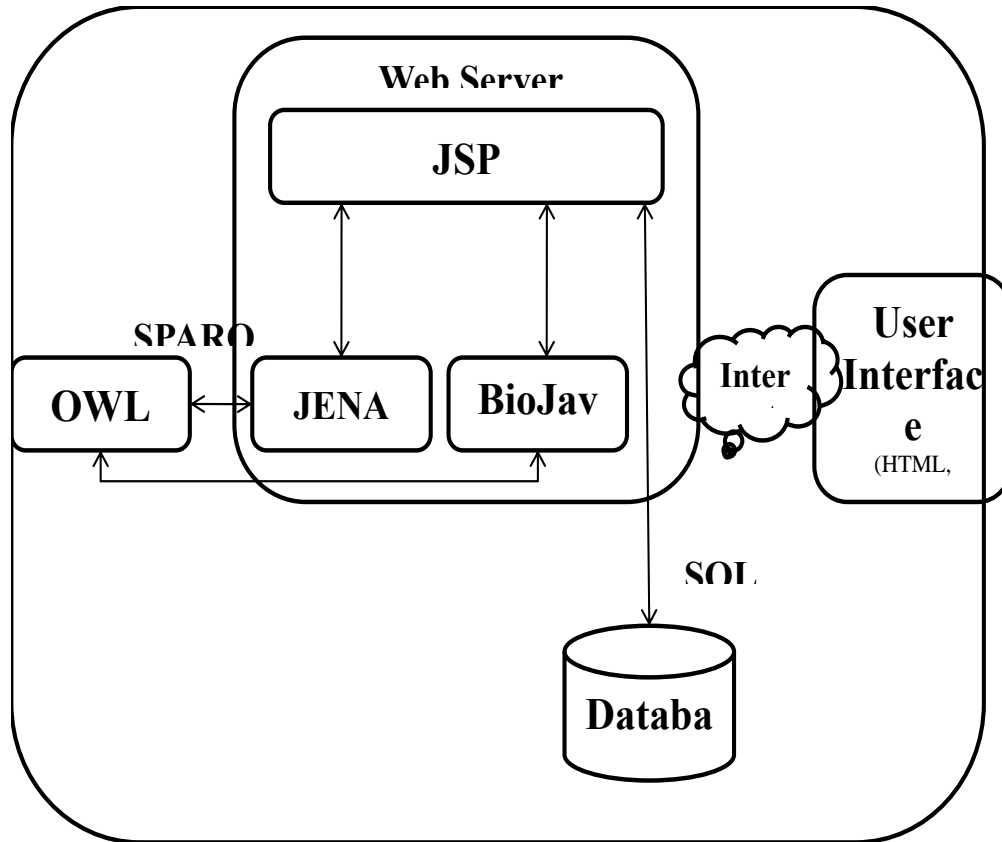 Web Server
JSP
SPARQ
OWL
JENA
BioJav
Inter
User
Interfac
e
(HTML,
SQL
Databa